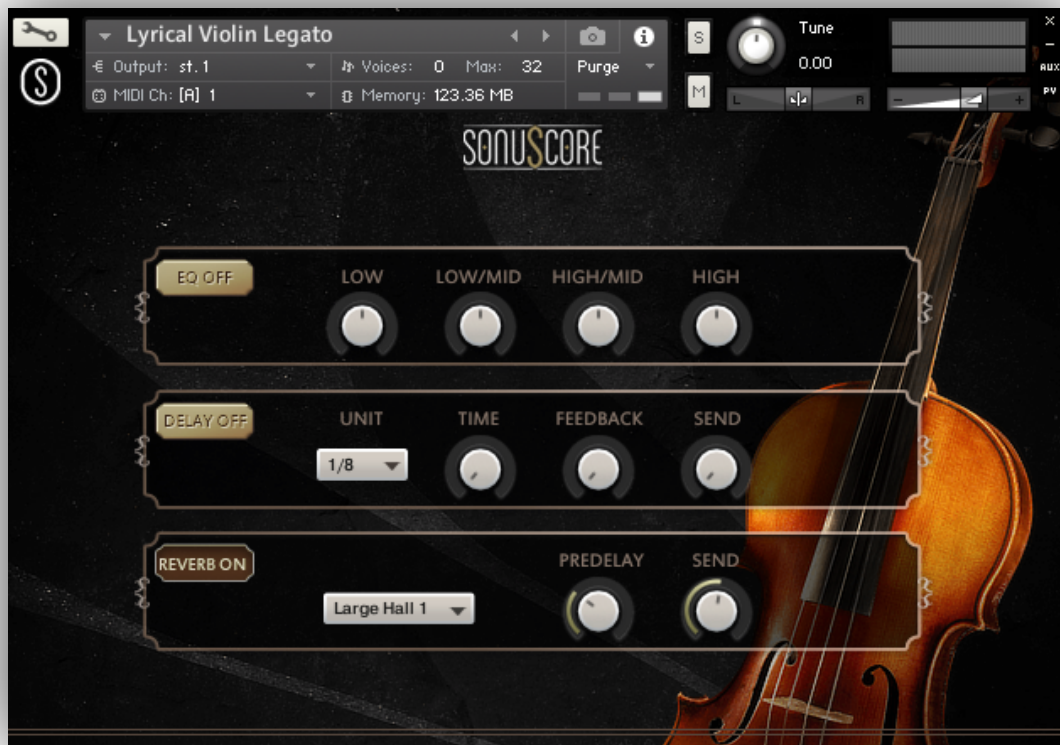 Lyrical Violin Legato
Output: st.1
Voices: 0 Max: 32
Purge
MIDI Ch: [A] 1
Memory: 123.36 MB
i
S
M
Tune
0.00
L R
- +
X
-
AUX
PV
S
SONUSCORE
EQ OFF
LOW LOW/MID HIGH/MID HIGH
DELAY OFF
UNIT TIME FEEDBACK SEND
1/8
REVERB ON
PREDELAY SEND
Large Hall 1